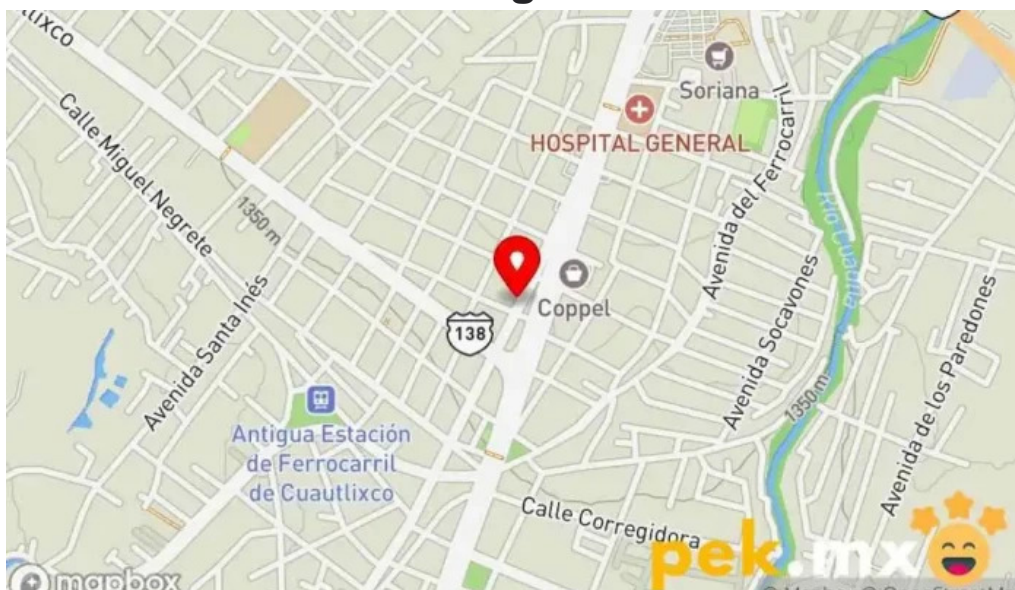 Soriana
HOSPITAL GENERAL
Calle Miguel Negrete
1350 m
Avenida del Ferrocarril
Río Cuautla
Coppel
138
Avenida Santa Inés
Avenida Socavones
Avenida de los Paredones
1350 m
Antigua Estación
de Ferrocarril
de Cuautlixco
Calle Corregidora
pek.mx
mapbox